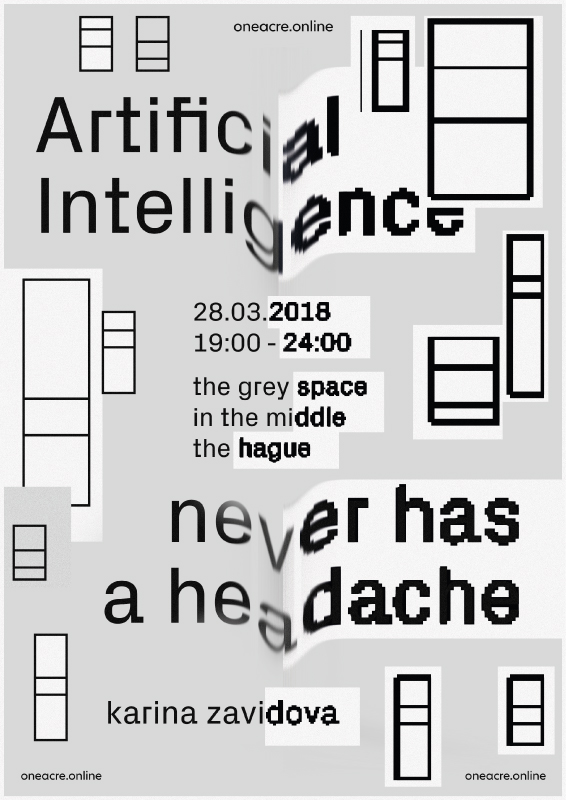 oneacre.online
Artificial
Intelligence
28.03.2018
19:00 - 24:00
the grey space
in the middle
the hague
never has
a headache
karina zavidova
oneacre.online
oneacre.online